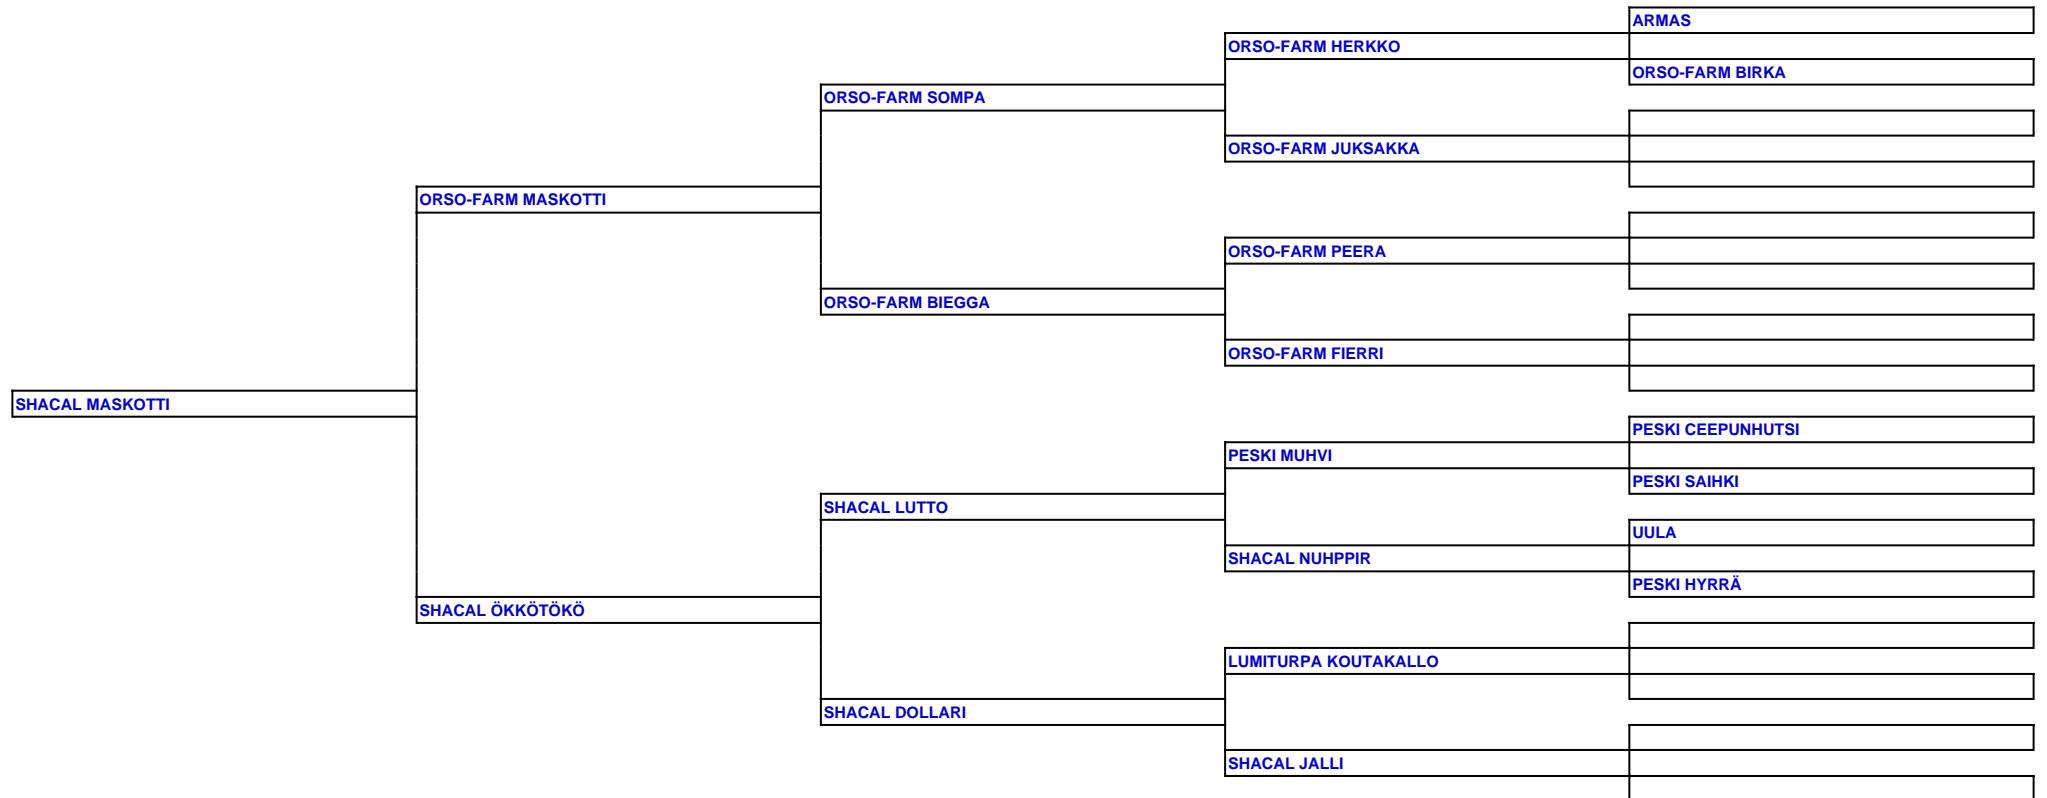 ARMAS
ORSO-FARM HERKKO
ORSO-FARM BIRKA
ORSO-FARM SOMPA
ORSO-FARM JUKSAKKA
ORSO-FARM MASKOTTI
ORSO-FARM PEERA
ORSO-FARM BIEGGA
ORSO-FARM FIERRI
SHACAL MASKOTTI
PESKI CEEPUNHUTSI
PESKI MUHVI
PESKI SAIHKI
SHACAL LUTTO
UULA
SHACAL NUHPPIR
PESKI HYRRÄ
SHACAL ÖKKÖTÖKÖ
LUMITURPA KOUTAKALLO
SHACAL DOLLARI
SHACAL JALLI